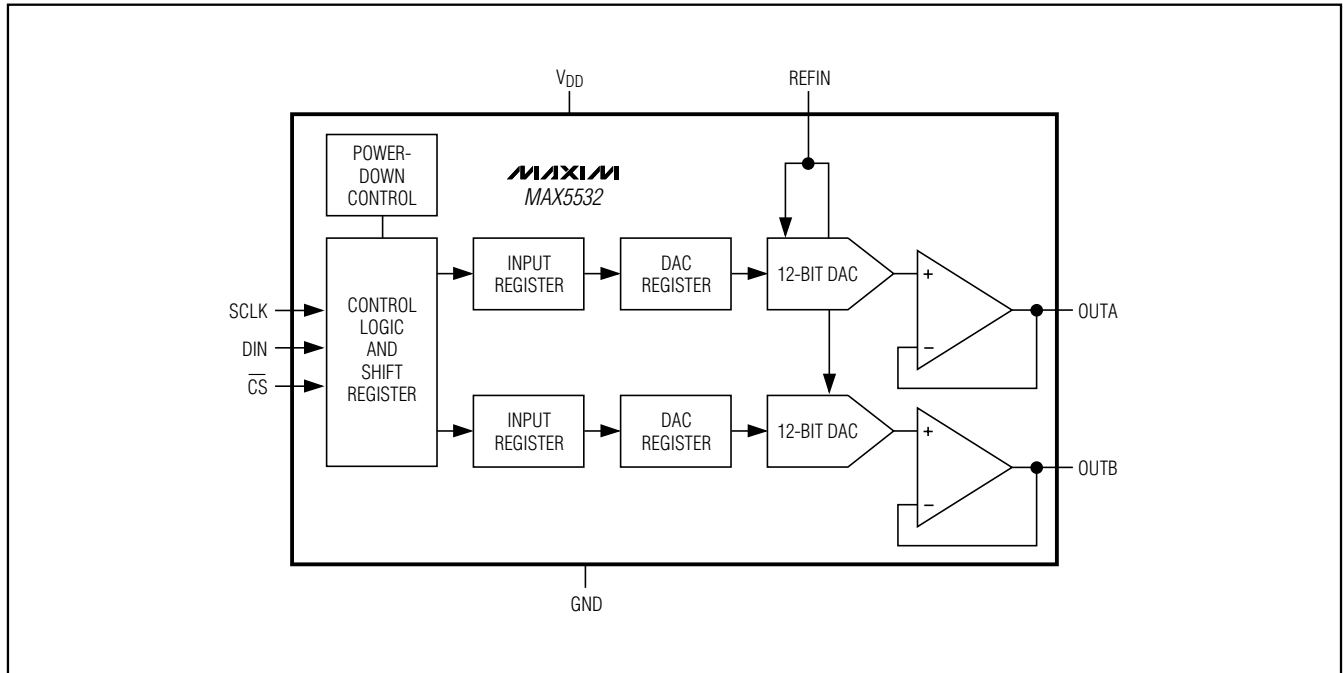 VDD
REFIN
POWER-
DOWN
CONTROL
MAXIM
MAX5532
INPUT
REGISTER
DAC
REGISTER
12-BIT DAC
+
−
OUTA
SCLK
DIN
CS
CONTROL
LOGIC
AND
SHIFT
REGISTER
INPUT
REGISTER
DAC
REGISTER
12-BIT DAC
+
−
OUTB
GND